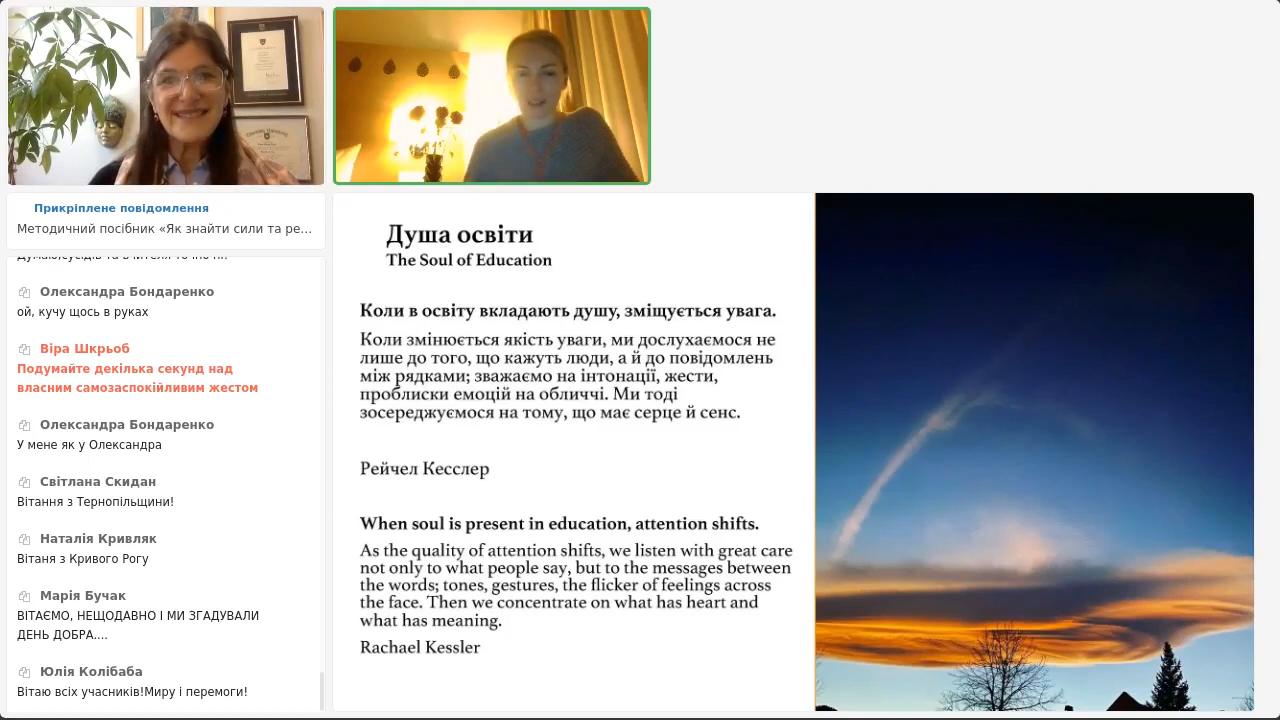 Прикріплене повідомлення
Методичний посібник «Як знайти сили та ре...
Олександра Бондаренко
ой, кучу щось в руках
Віра Шкрьоб
Подумайте декілька секунд над
власним самозаспокійливим жестом
Олександра Бондаренко
У мене як у Олександра
Світлана Скидан
Вітання з Тернопільщини!
Наталія Кривляк
Вітаня з Кривого Рогу
Марія Бучак
ВІТАЄМО, НЕЩОДАВНО І МИ ЗГАДУВАЛИ
ДЕНЬ ДОБРА....
Юлія Колібаба
Вітаю всіх учасників!Миру і перемоги!
Душа освіти
The Soul of Education
Коли в освіту вкладають душу, зміщується увага.
Коли змінюється якість уваги, ми дослухаємося не
лише до того, що кажуть люди, а й до повідомлень
між рядками; зважаємо на інтонації, жести,
проблиски емоцій на обличчі. Ми тоді
зосереджуємося на тому, що має серце й сенс.
Рейчел Кесслер
When soul is present in education, attention shifts.
As the quality of attention shifts, we listen with great care
not only to what people say, but to the messages between
the words; tones, gestures, the flicker of feelings across
the face. Then we concentrate on what has heart and
what has meaning.
Rachael Kessler